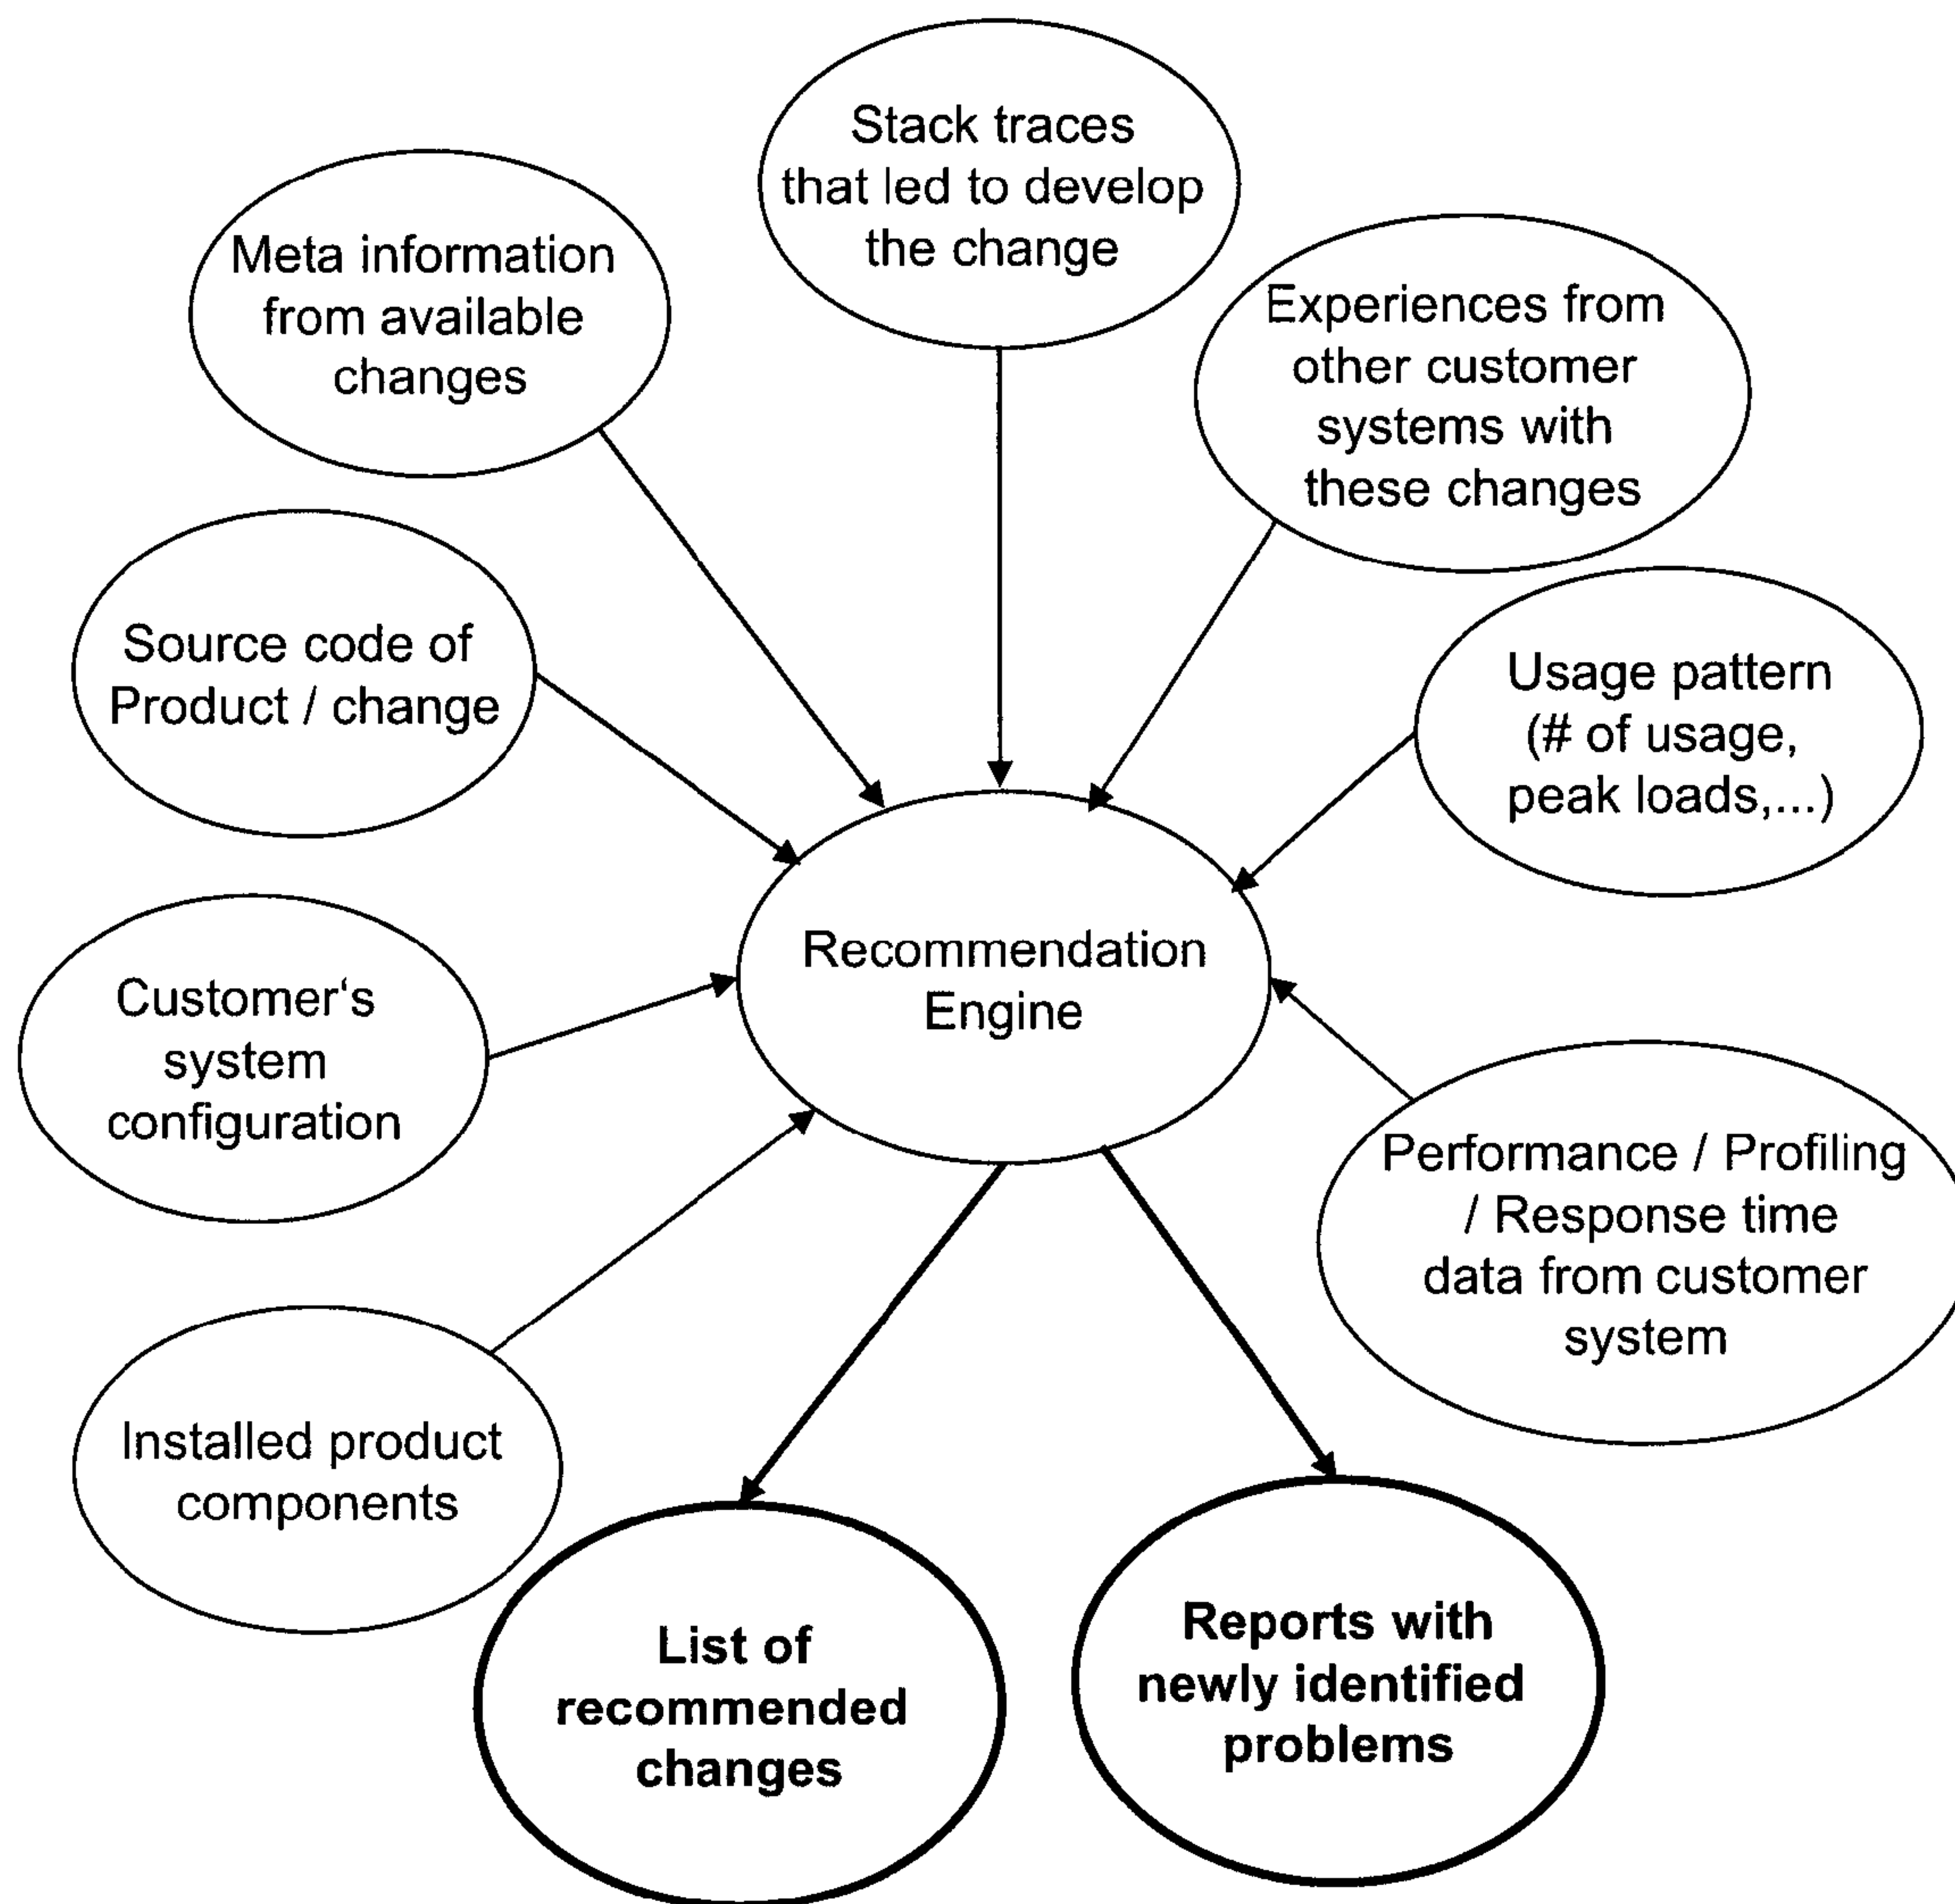 Stack traces
that led to develop
the change
Meta information
from available
changes
Experiences from
other customer
systems with
these changes
Source code of
Product / change
Usage pattern
(# of usage,
peak loads,...)
Recommendation
Engine
Customer‘s
system
configuration
Performance / Profiling
/ Response time
data from customer
system
Installed product
components
List of
recommended
changes
Reports with
newly identified
problems